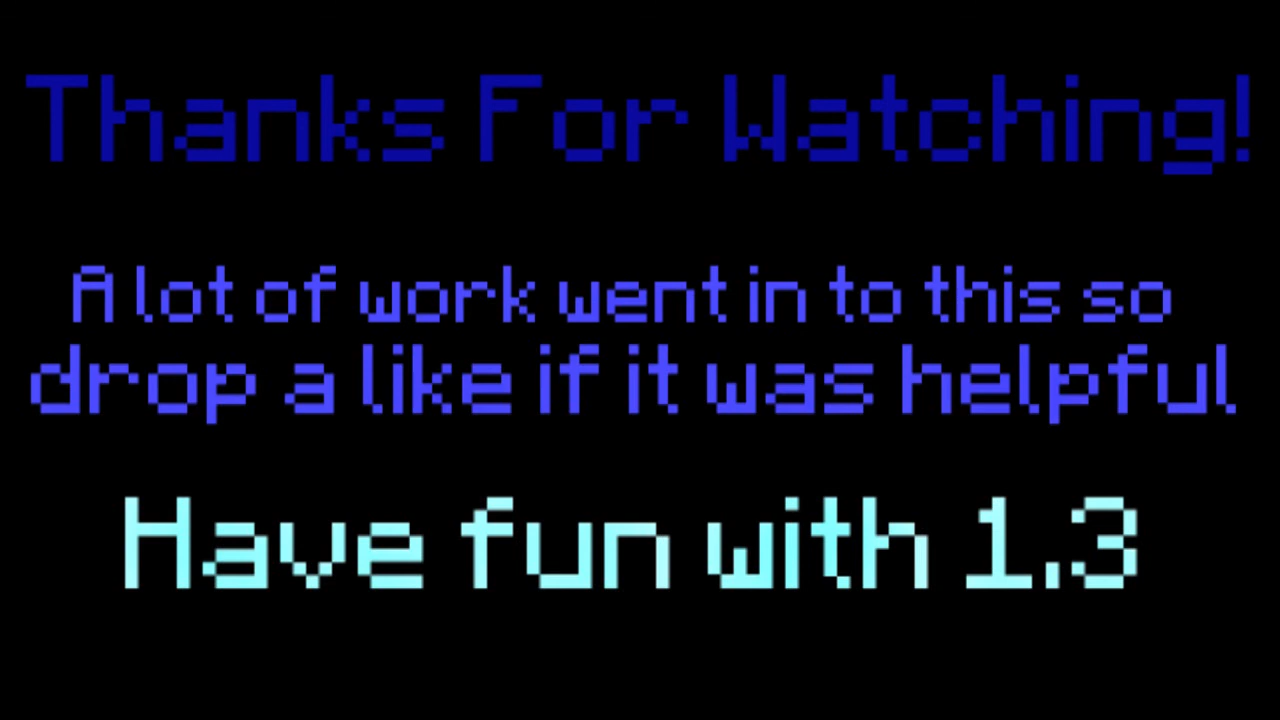 Thanks For Watching!
A lot of work went in to this so
drop a like if it was helpful
Have fun with 1.3